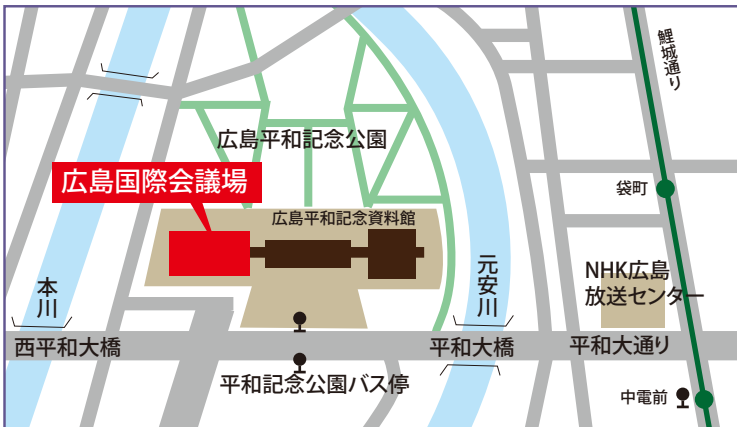 鯉城通り
広島平和記念公園
広島国際会議場
袋町
広島平和記念資料館
本川
元安川
NHK広島
放送センター
西平和大橋
平和大橋
平和大通り
平和記念公園バス停
中電前